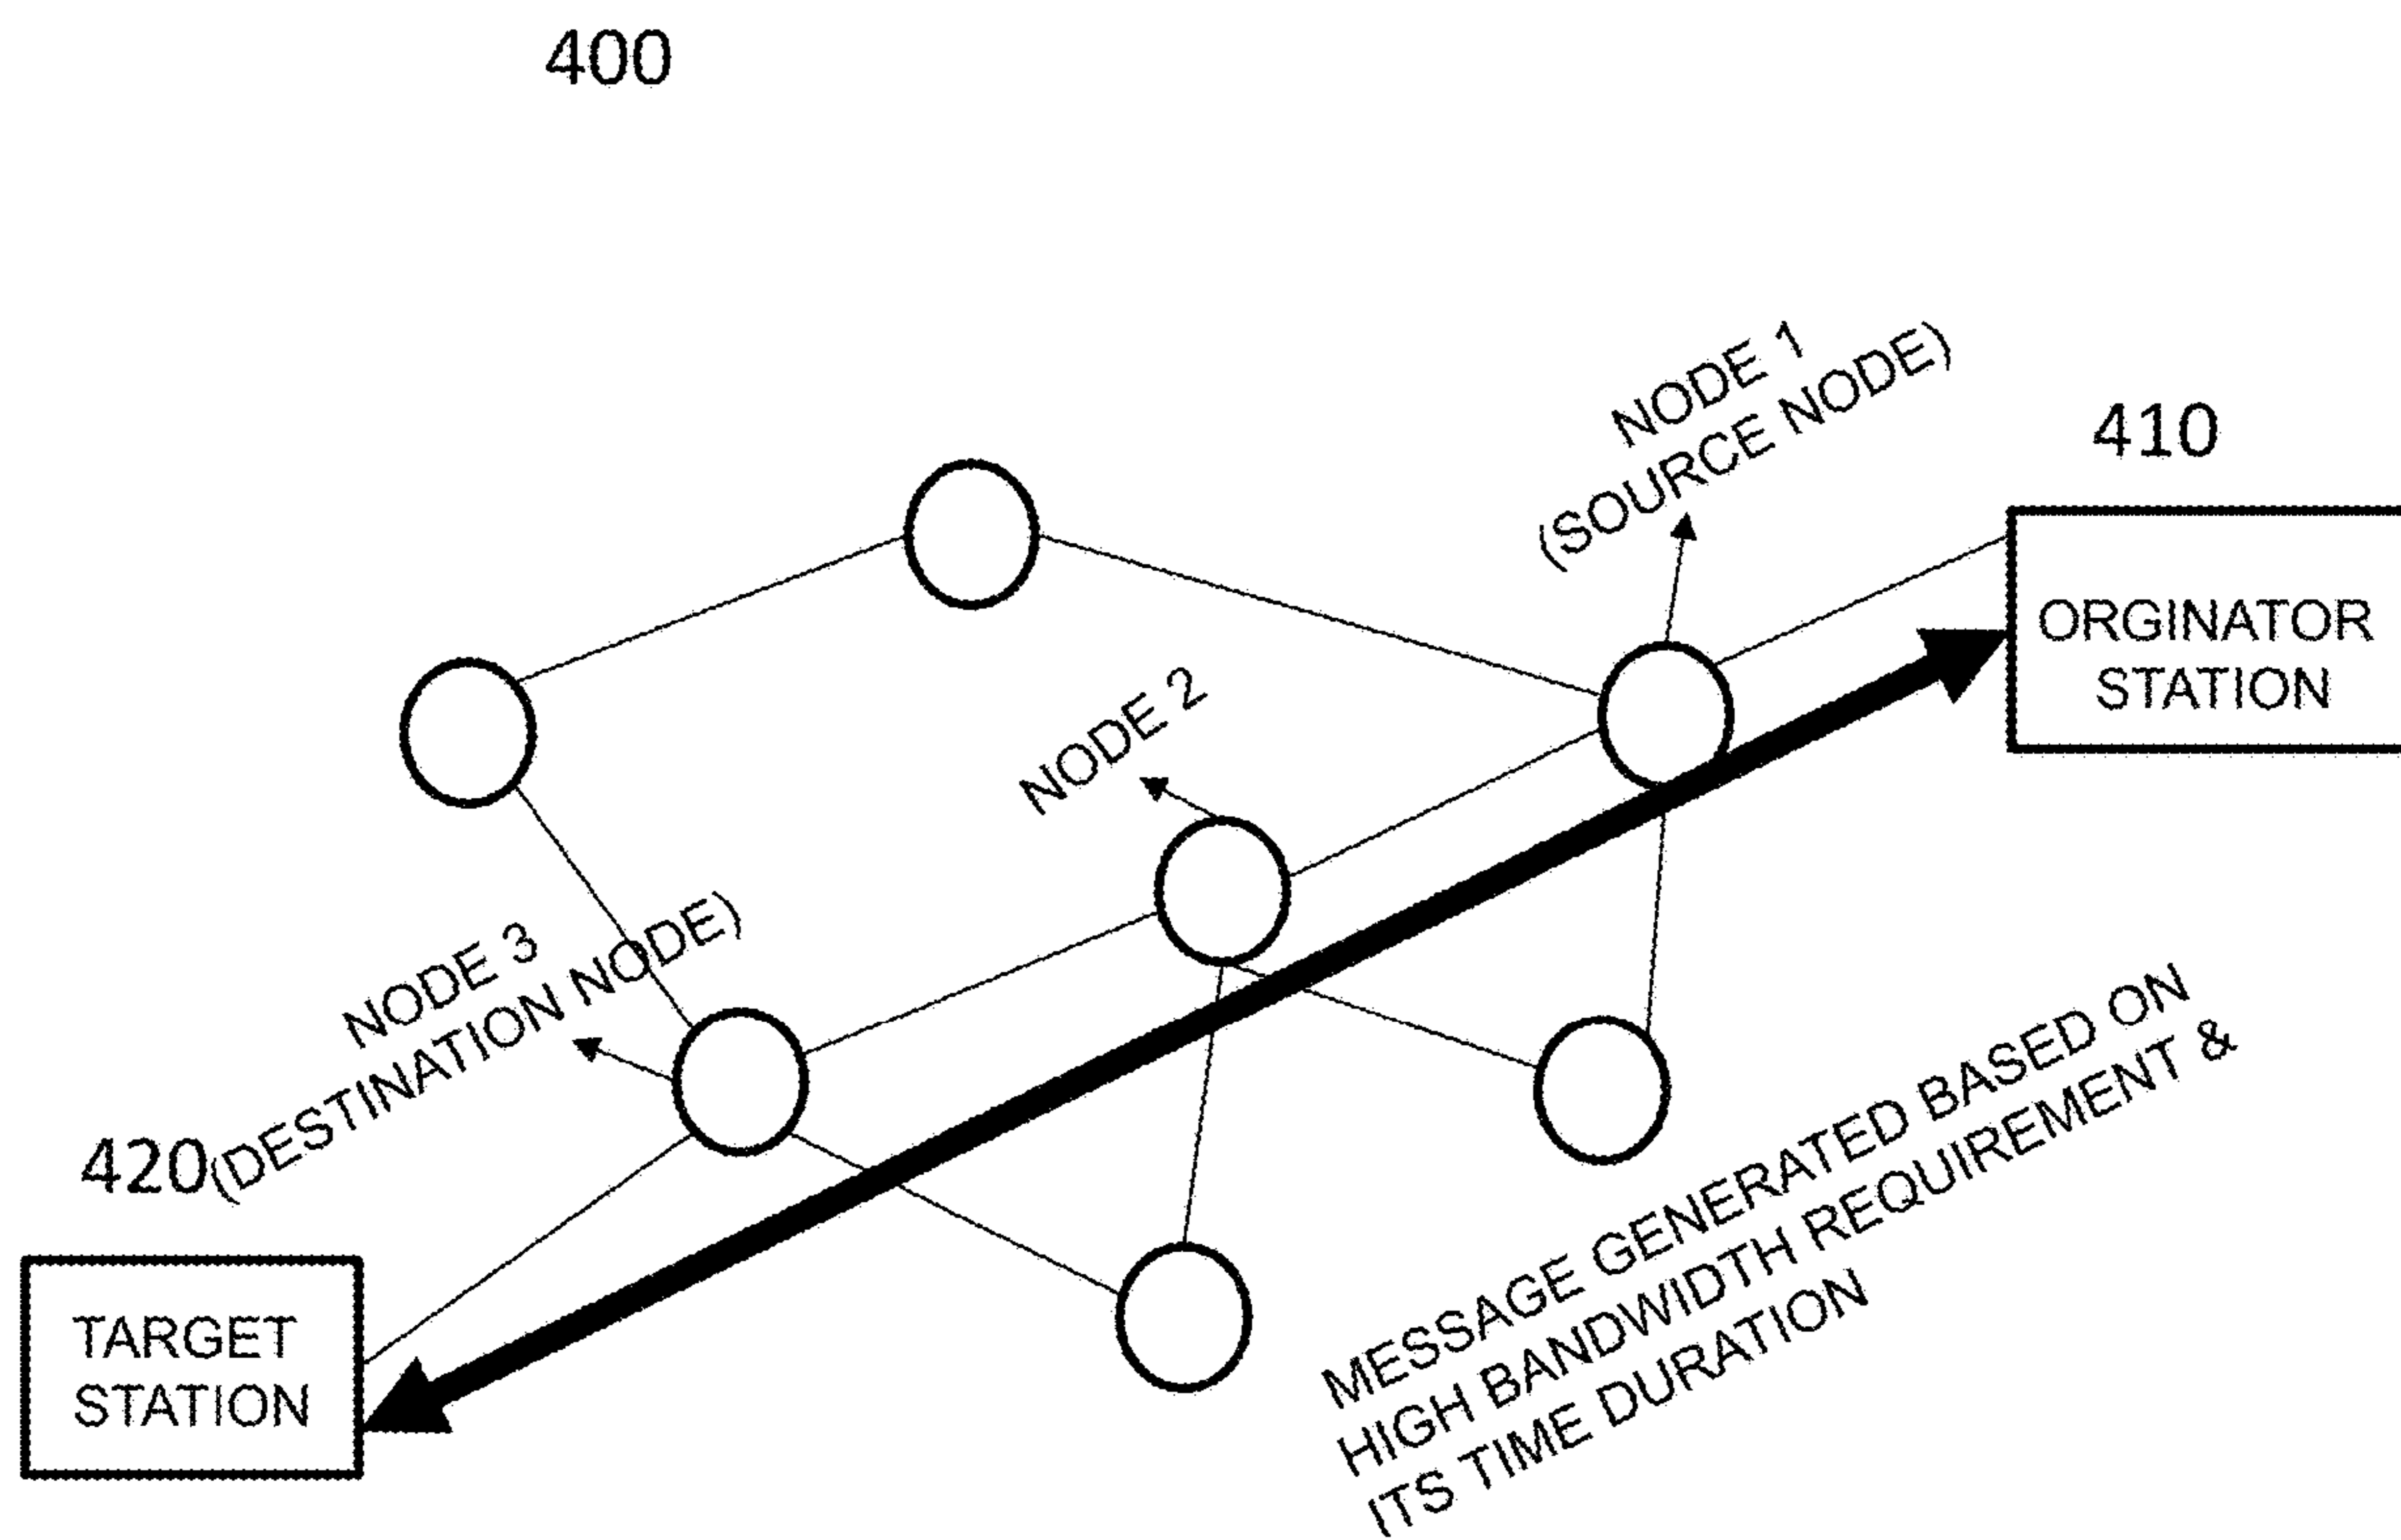 400
NODE 1
(SOURCE NODE)
410
ORGINATOR
STATION
NODE 2
NODE 3
(DESTINATION NODE)
420
TARGET
STATION
MESSAGE GENERATED BASED ON
HIGH BANDWIDTH REQUIREMENT &
ITS TIME DURATION